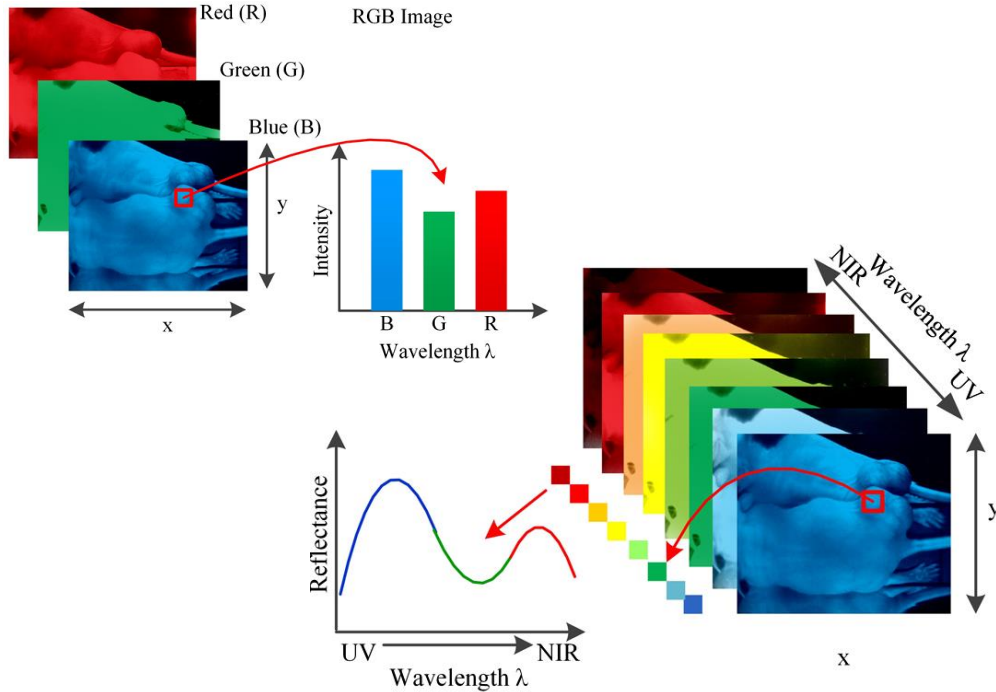 Red (R)
RGB Image
Green (G)
Blue (B)
y
x
Intensity
B G R
Wavelength λ
NIR
Wavelength λ
UV
y
x
Reflectance
UV NIR
Wavelength λ